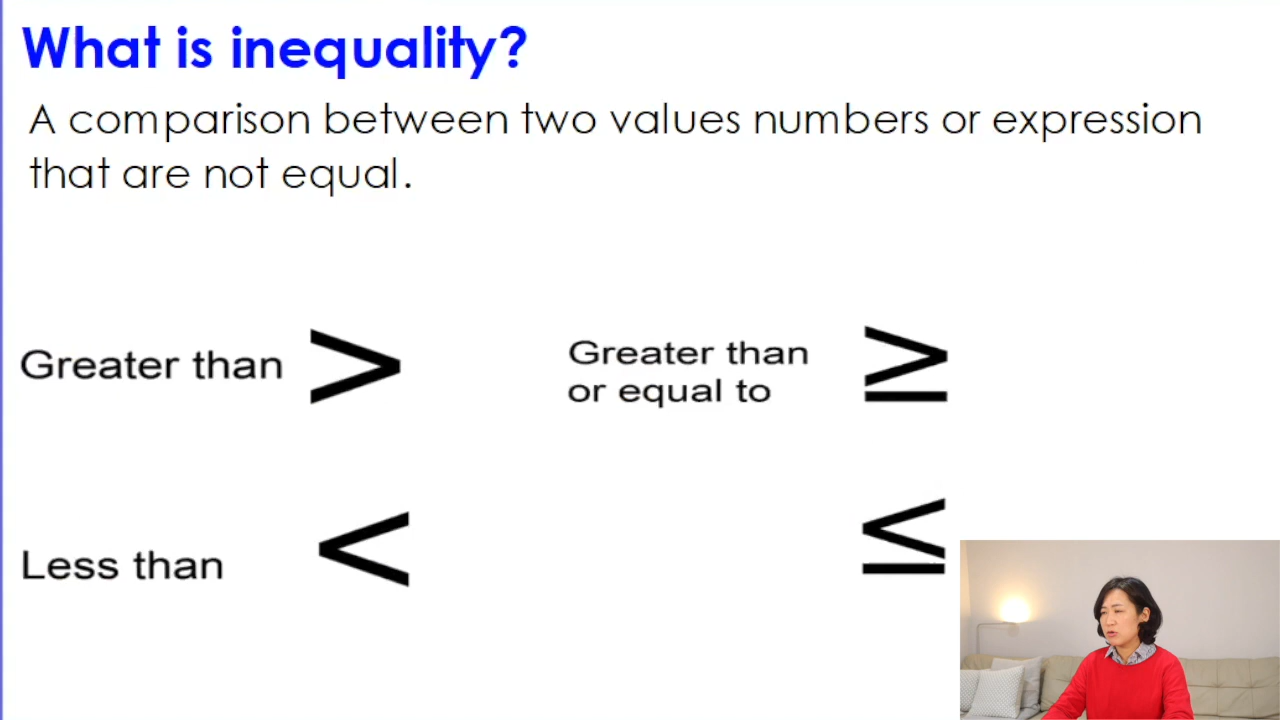 What is inequality?
A comparison between two values numbers or expression
that are not equal.
Greater than >
Greater than
or equal to ≥
Less than <
≤